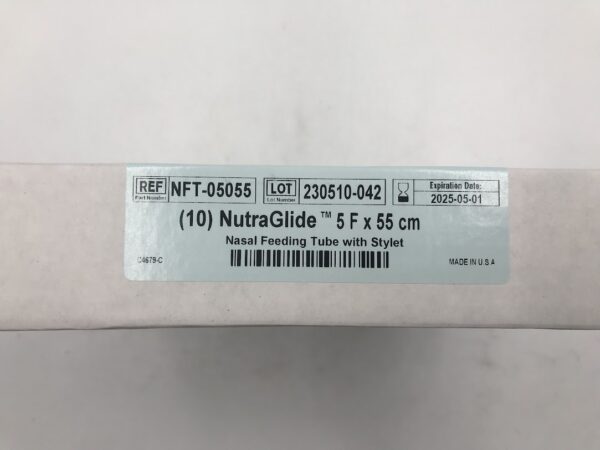 REF NFT-05055 LOT 230510-042 Expiration Date:
Part Number Lot Number 2025-05-01
(10) NutraGlide™ 5 F x 55 cm
Nasal Feeding Tube with Stylet
MADE IN U.S.A